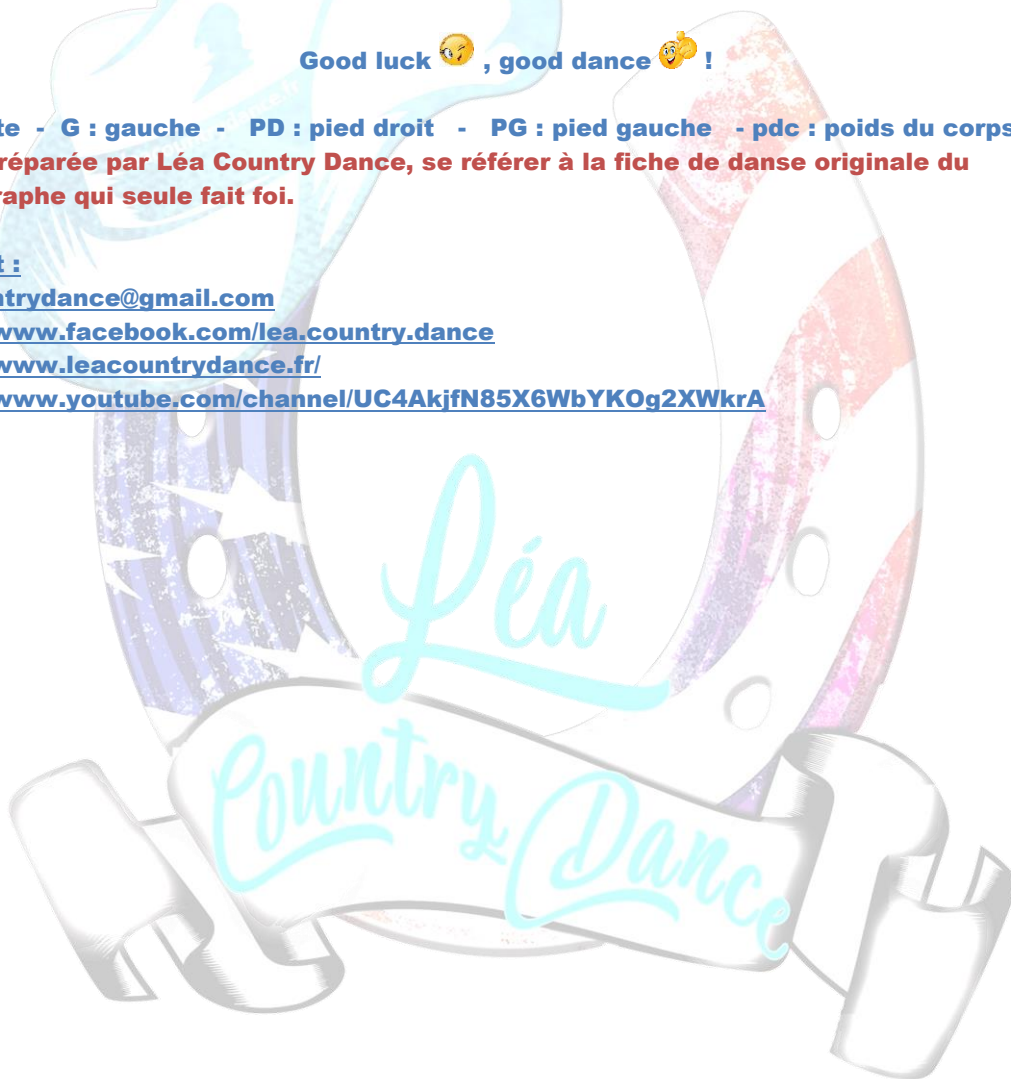 Good luck , good dance !
te - G : gauche - PD : pied droit - PG : pied gauche - pdc : poids du corps
réparée par Léa Country Dance, se référer à la fiche de danse originale du
raphe qui seule fait foi.
t :
ntrydance@gmail.com
www.facebook.com/lea.country.dance
www.leacountrydance.fr/
www.youtube.com/channel/UC4AkjfN85X6WbYKOg2XWkrA
Léa
Country Dance